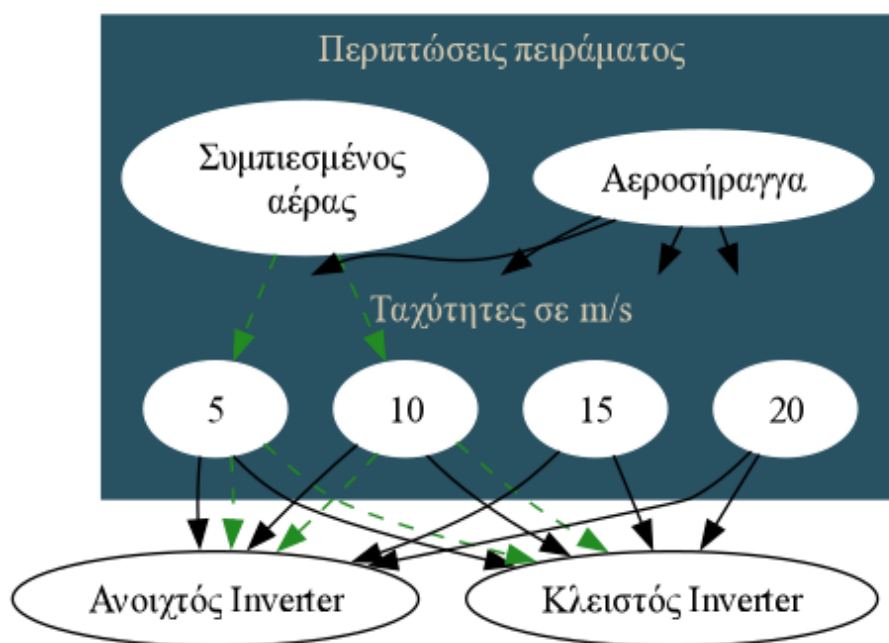 Περιπτώσεις πειράματος
Συμπιεσμένος
αέρας
Αεροσήραγγα
Ταχύτητες σε m/s
5
10
15
20
Ανοιχτός Inverter
Κλειστός Inverter